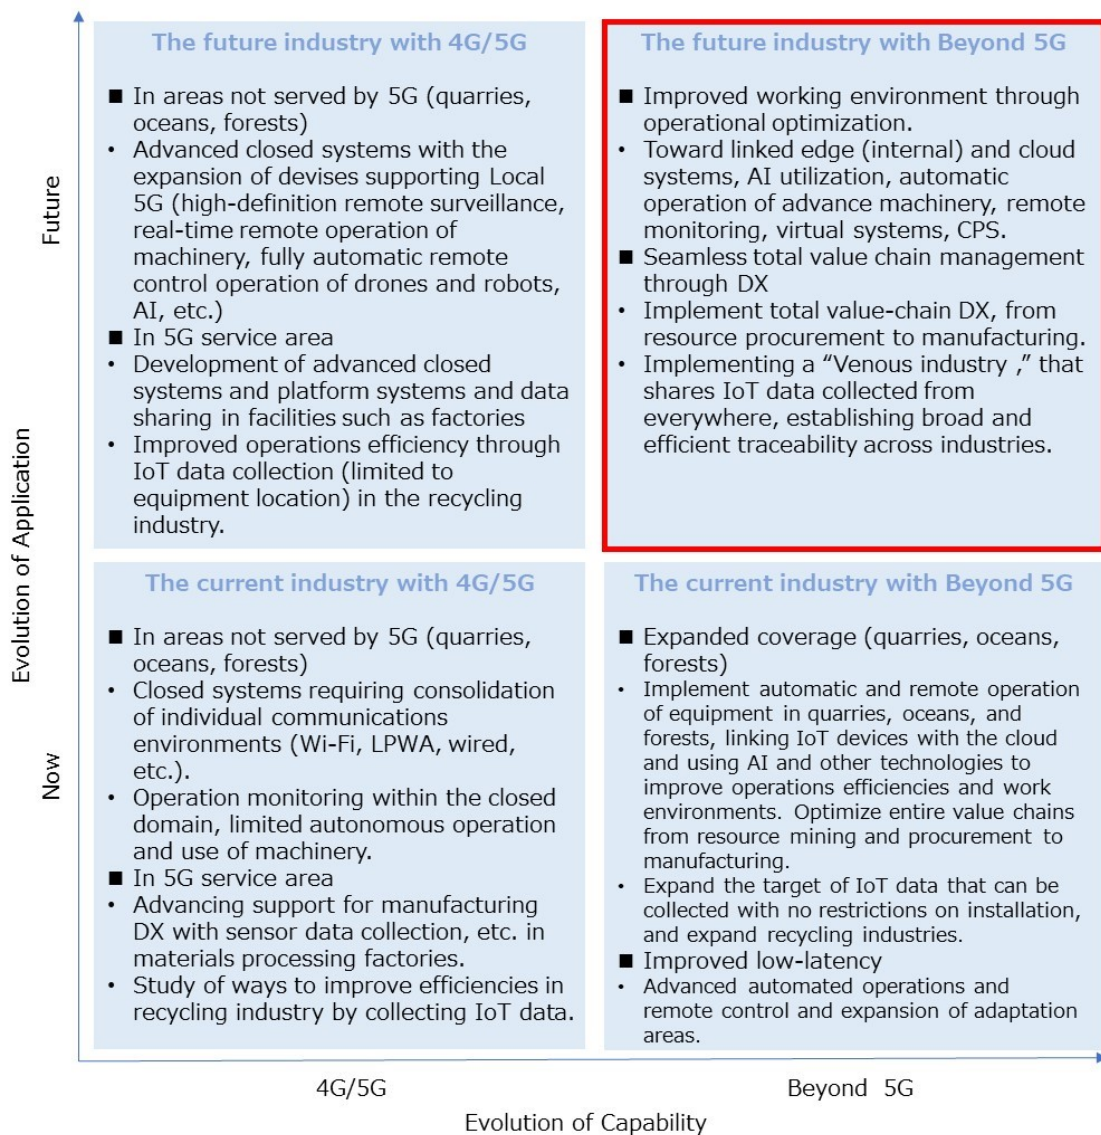 The future industry with 4G/5G
■ In areas not served by 5G (quarries,
oceans, forests)
• Advanced closed systems with the
expansion of devises supporting Local
5G (high-definition remote surveillance,
real-time remote operation of
machinery, fully automatic remote
control operation of drones and robots,
AI, etc.)
■ In 5G service area
• Development of advanced closed
systems and platform systems and data
sharing in facilities such as factories
• Improved operations efficiency through
IoT data collection (limited to
equipment location) in the recycling
industry.
The future industry with Beyond 5G
■ Improved working environment through
operational optimization.
• Toward linked edge (internal) and cloud
systems, AI utilization, automatic
operation of advance machinery, remote
monitoring, virtual systems, CPS.
■ Seamless total value chain management
through DX
• Implement total value-chain DX, from
resource procurement to manufacturing.
• Implementing a “Venous industry ,” that
shares IoT data collected from
everywhere, establishing broad and
efficient traceability across industries.
The current industry with 4G/5G
■ In areas not served by 5G (quarries,
oceans, forests)
• Closed systems requiring consolidation
of individual communications
environments (Wi-Fi, LPWA, wired,
etc.).
• Operation monitoring within the closed
domain, limited autonomous operation
and use of machinery.
■ In 5G service area
• Advancing support for manufacturing
DX with sensor data collection, etc. in
materials processing factories.
• Study of ways to improve efficiencies in
recycling industry by collecting IoT data.
The current industry with Beyond 5G
■ Expanded coverage (quarries, oceans,
forests)
• Implement automatic and remote operation
of equipment in quarries, oceans, and
forests, linking IoT devices with the cloud
and using AI and other technologies to
improve operations efficiencies and work
environments. Optimize entire value chains
from resource mining and procurement to
manufacturing.
• Expand the target of IoT data that can be
collected with no restrictions on installation,
and expand recycling industries.
■ Improved low-latency
• Advanced automated operations and
remote control and expansion of adaptation
areas.
Future
Now
Evolution of Application
4G/5G
Beyond 5G
Evolution of Capability